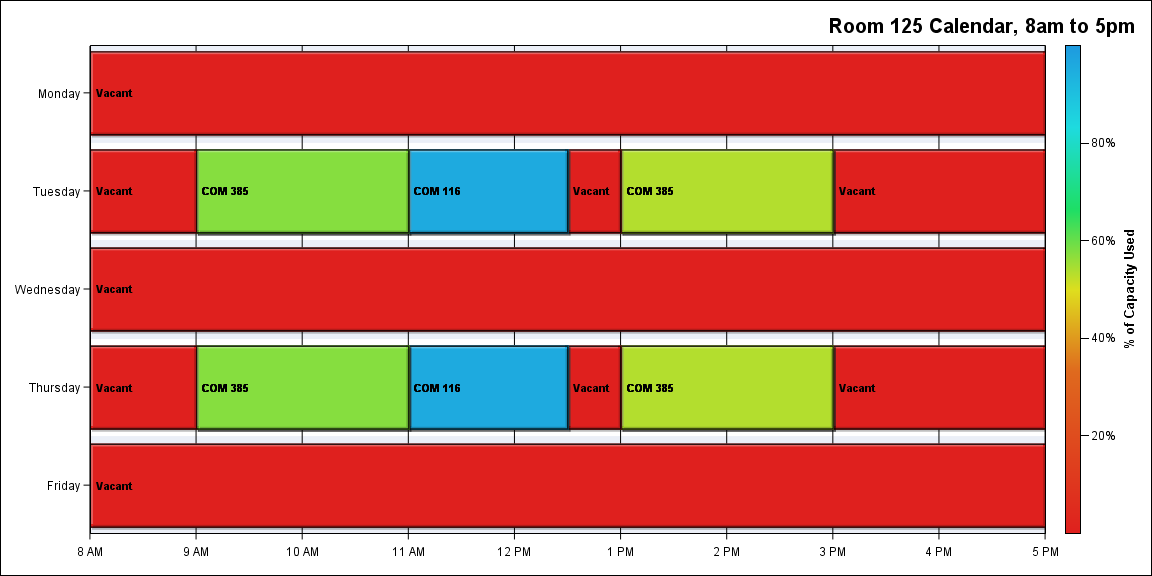 Room 125 Calendar, 8am to 5pm
Monday
Vacant
Tuesday
Vacant
COM 385
COM 116
Vacant
COM 385
Vacant
Wednesday
Vacant
Thursday
Vacant
COM 385
COM 116
Vacant
COM 385
Vacant
Friday
Vacant
8 AM
9 AM
10 AM
11 AM
12 PM
1 PM
2 PM
3 PM
4 PM
5 PM
80%
60%
40%
20%
% of Capacity Used